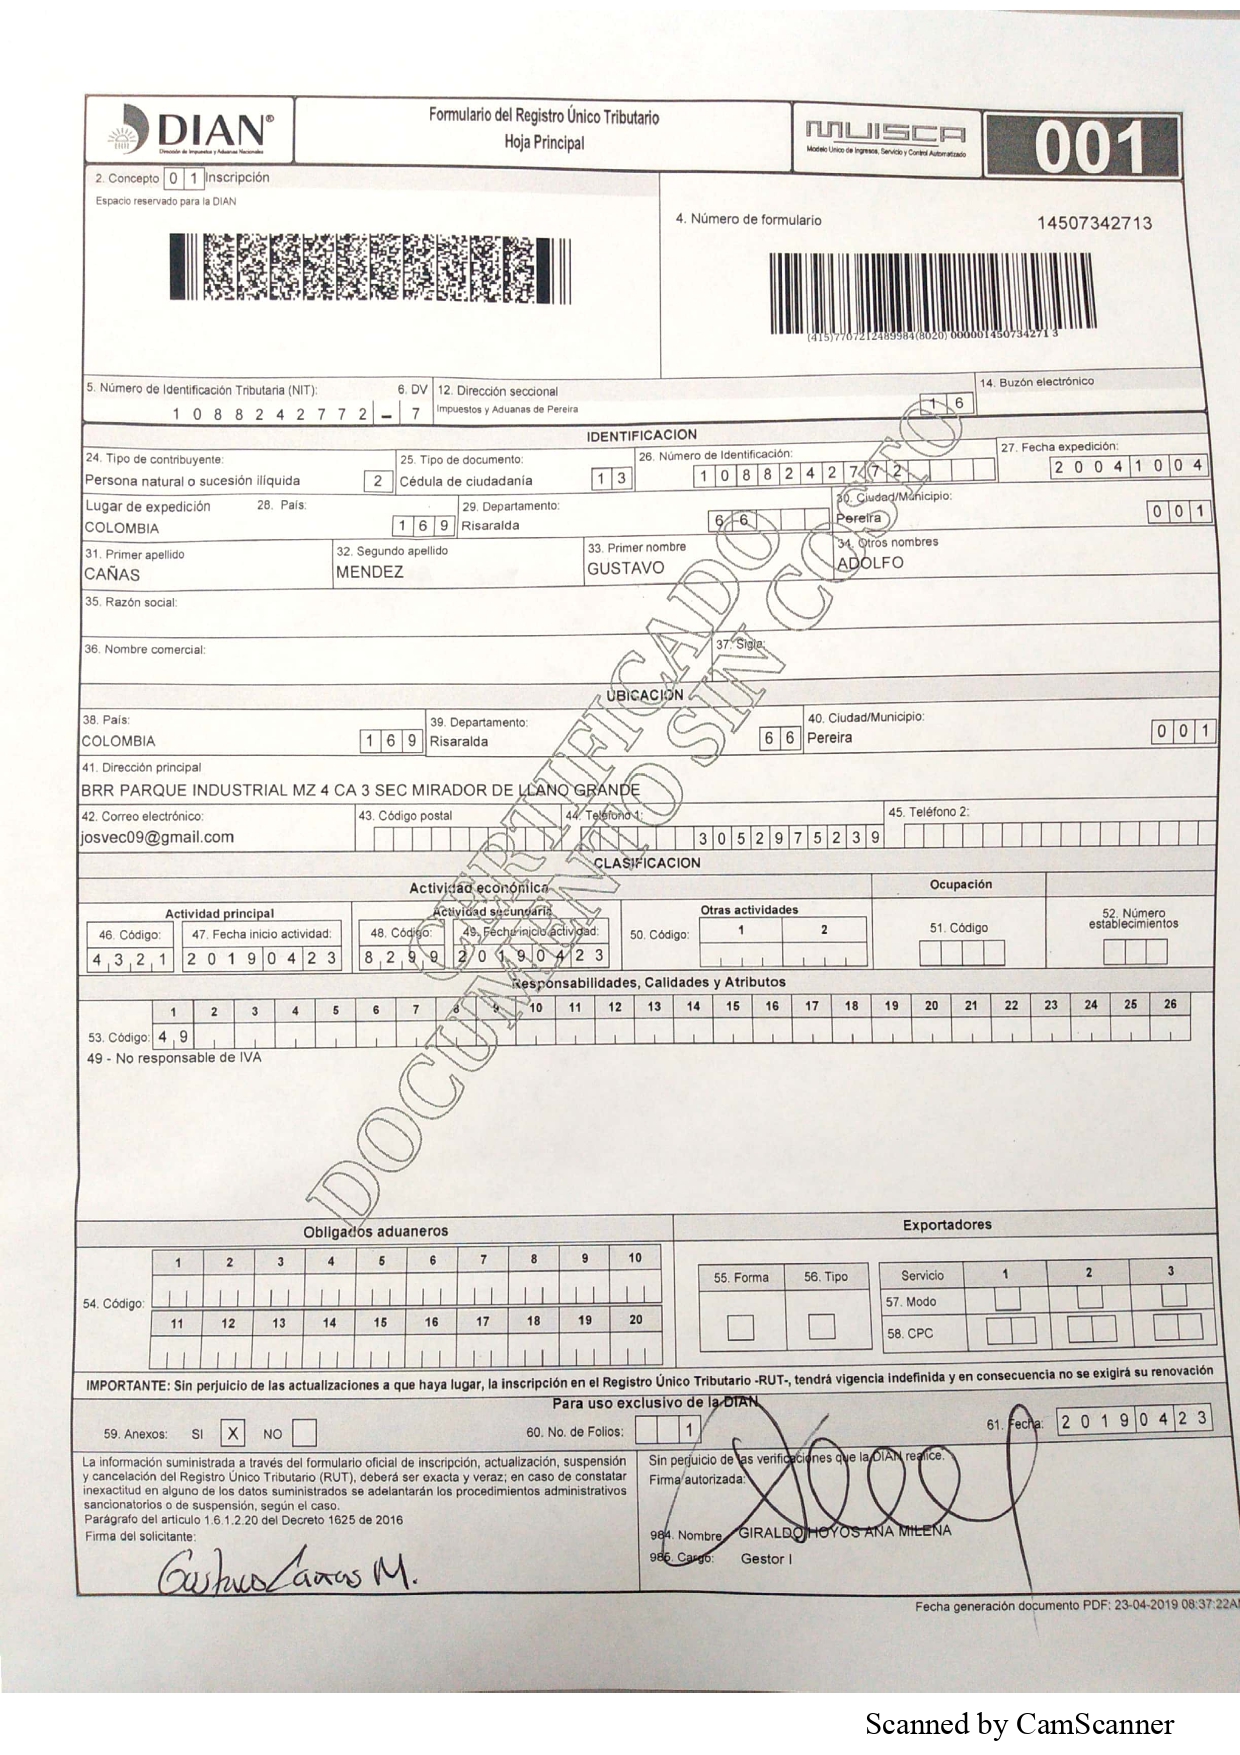 DIAN®
Dirección de Impuestos y Aduanas Nacionales
Formulario del Registro Único Tributario
Hoja Principal
MUISCA
Modelo Unico de Ingresos, Servicio y Control Automatizado
001
2. Concepto 0 1 Inscripción
Espacio reservado para la DIAN
4. Número de formulario 14507342713
(415)7707212489984(8020) 000001450734271 3
5. Número de Identificación Tributaria (NIT): 6. DV 12. Dirección seccional 14. Buzón electrónico
1 0 8 8 2 4 2 7 7 2 - 7 Impuestos y Aduanas de Pereira 1 6
IDENTIFICACION
24. Tipo de contribuyente: 25. Tipo de documento: 26. Número de Identificación: 27. Fecha expedición:
Persona natural o sucesión ilíquida 2 Cédula de ciudadanía 1 3 1 0 8 8 2 4 2 7 7 2 2 0 0 4 1 0 0 4
Lugar de expedición 28. País: 29. Departamento: 30. Ciudad/Municipio:
COLOMBIA 1 6 9 Risaralda 6 6 Pereira 0 0 1
31. Primer apellido 32. Segundo apellido 33. Primer nombre 34. Otros nombres
CAÑAS MENDEZ GUSTAVO ADOLFO
35. Razón social:
36. Nombre comercial: 37. Sigla:
UBICACION
38. País: 39. Departamento: 40. Ciudad/Municipio:
COLOMBIA 1 6 9 Risaralda 6 6 Pereira 0 0 1
41. Dirección principal
BRR PARQUE INDUSTRIAL MZ 4 CA 3 SEC MIRADOR DE LLANO GRANDE
42. Correo electrónico: 43. Código postal 44. Teléfono 1: 45. Teléfono 2:
josvec09@gmail.com 3 0 5 2 9 7 5 2 3 9
CLASIFICACION
Actividad económica Ocupación
Actividad principal Actividad secundaria Otras actividades 52. Número establecimientos
46. Código: 47. Fecha inicio actividad: 48. Código: 49. Fecha inicio actividad: 50. Código: 1 2 51. Código
4 3 2 1 2 0 1 9 0 4 2 3 8 2 9 9 2 0 1 9 0 4 2 3
Responsabilidades, Calidades y Atributos
1 2 3 4 5 6 7 8 9 10 11 12 13 14 15 16 17 18 19 20 21 22 23 24 25 26
53. Código: 4 9
49 - No responsable de IVA
CERTIFICADO
DOCUMENTO SIN COSTO
Obligados aduaneros Exportadores
1 2 3 4 5 6 7 8 9 10
54. Código:
11 12 13 14 15 16 17 18 19 20
55. Forma 56. Tipo Servicio 1 2 3
57. Modo
58. CPC
IMPORTANTE: Sin perjuicio de las actualizaciones a que haya lugar, la inscripción en el Registro Único Tributario -RUT-, tendrá vigencia indefinida y en consecuencia no se exigirá su renovación
Para uso exclusivo de la DIAN
59. Anexos: SI X NO 60. No. de Folios: 1 61. Fecha: 2 0 1 9 0 4 2 3
La información suministrada a través del formulario oficial de inscripción, actualización, suspensión
y cancelación del Registro Único Tributario (RUT), deberá ser exacta y veraz; en caso de constatar
inexactitud en alguno de los datos suministrados se adelantarán los procedimientos administrativos
sancionatorios o de suspensión, según el caso.
Parágrafo del articulo 1.6.1.2.20 del Decreto 1625 de 2016
Firma del solicitante:
Gustavo Cañas M.
Sin perjuicio de las verificaciones que la DIAN realice.
Firma autorizada:
984. Nombre GIRALDO HOYOS ANA MILENA
985. Cargo: Gestor I
Fecha generación documento PDF: 23-04-2019 08:37:22AM
Scanned by CamScanner